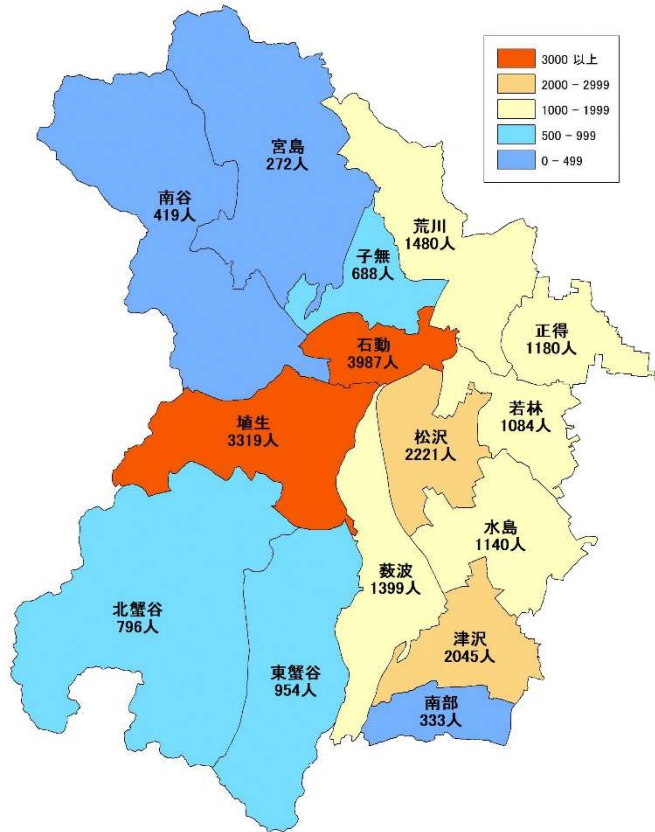 3000 以上
2000 - 2999
1000 - 1999
500 - 999
0 - 499
宮島
272人
南谷
419人
荒川
1480人
子撫
688人
石動
3987人
正得
1180人
若林
1084人
埴生
3319人
松沢
2221人
水島
1140人
薮波
1399人
北蟹谷
796人
津沢
2045人
東蟹谷
954人
南部
333人